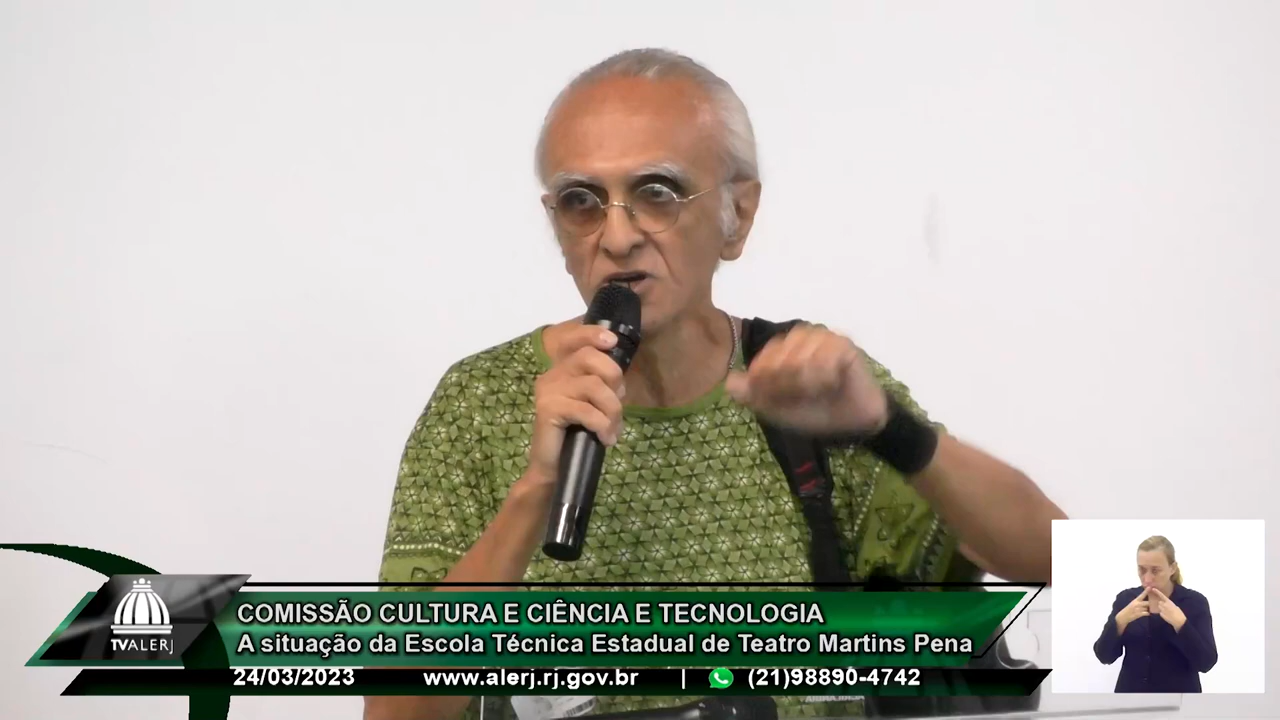 COMISSÃO CULTURA E CIÊNCIA E TECNOLOGIA
A situação da Escola Técnica Estadual de Teatro Martins Pena
TVALERJ
24/03/2023 www.alerj.rj.gov.br | (21)98890-4742